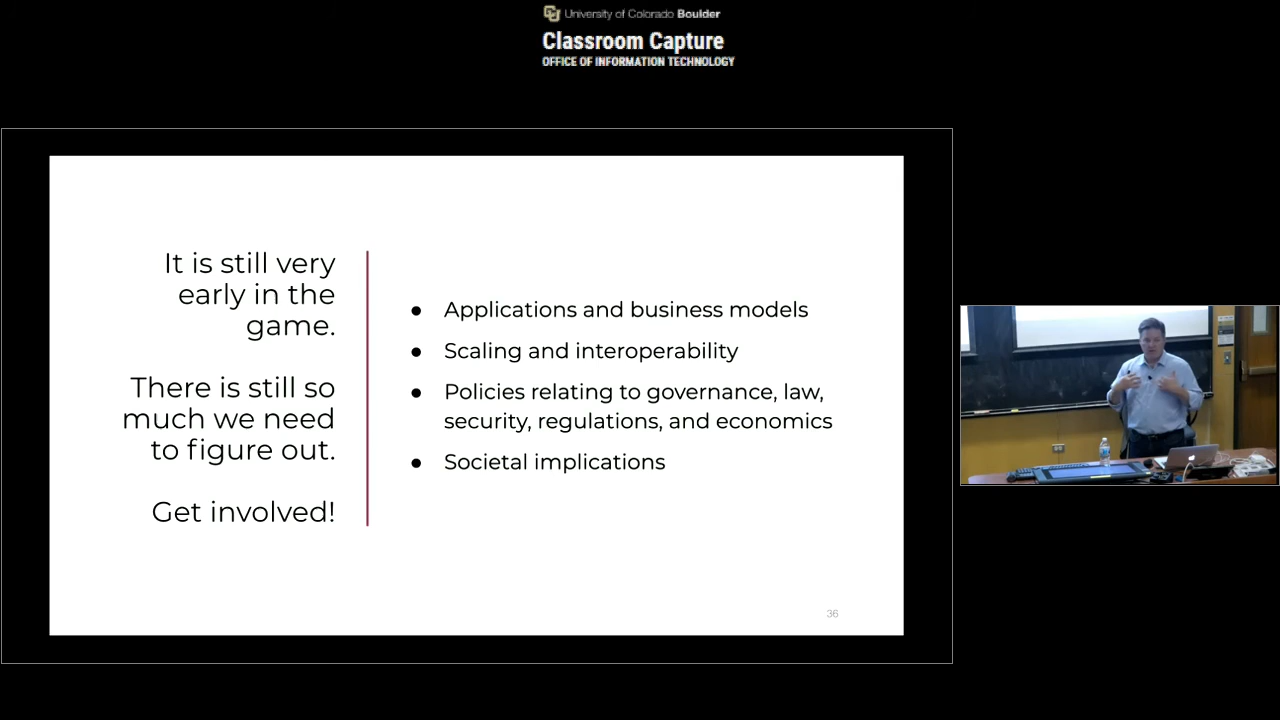 University of Colorado Boulder
Classroom Capture
OFFICE OF INFORMATION TECHNOLOGY
It is still very
early in the
game.
There is still so
much we need
to figure out.
Get involved!
● Applications and business models
● Scaling and interoperability
● Policies relating to governance, law,
security, regulations, and economics
● Societal implications
36